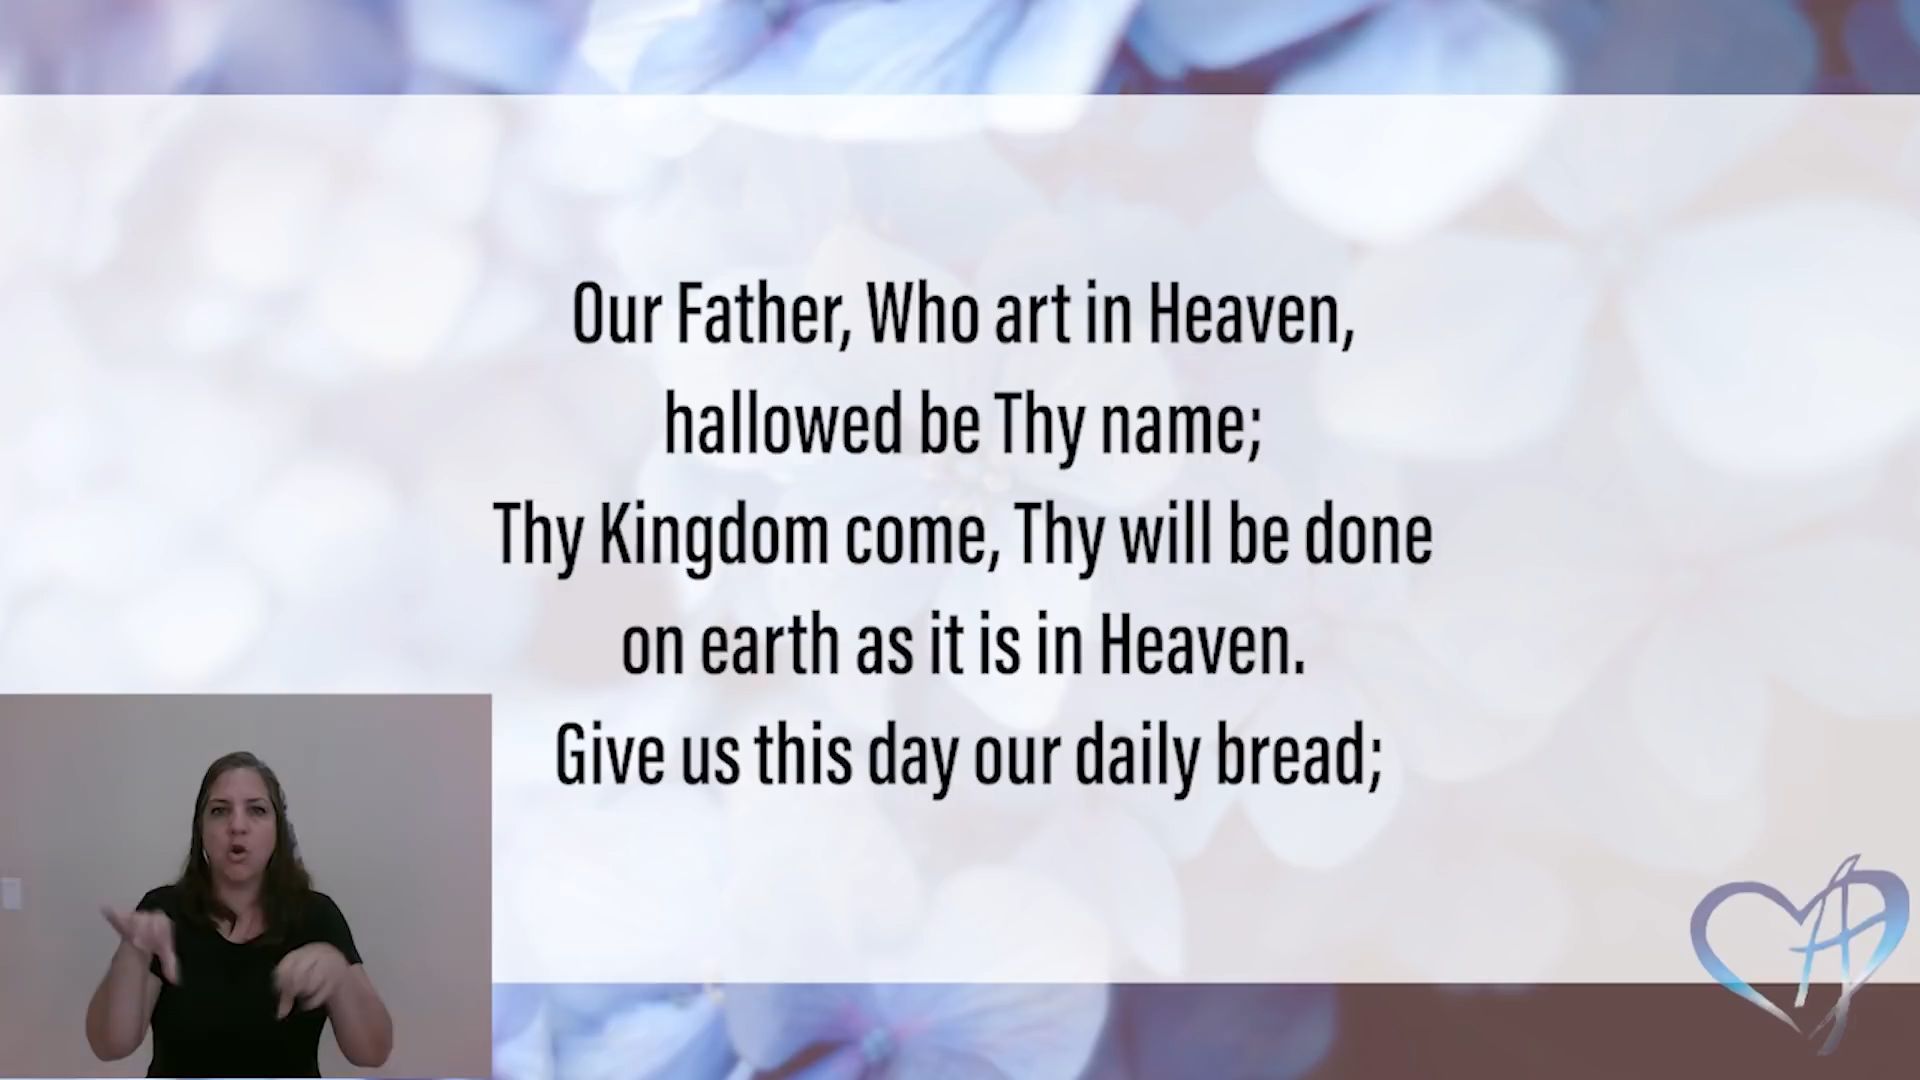 Our Father, Who art in Heaven,
hallowed be Thy name;
Thy Kingdom come, Thy will be done
on earth as it is in Heaven.
Give us this day our daily bread;